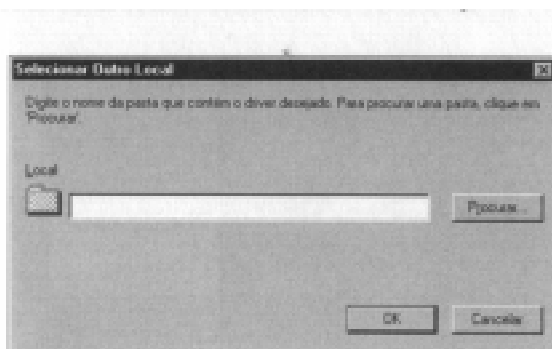 Selecionar Outro Local
Digite o nome da pasta que contém o driver desejado. Para procurar uma pasta, clique em
'Procurar'.
Local
Procurar...
OK
Cancelar